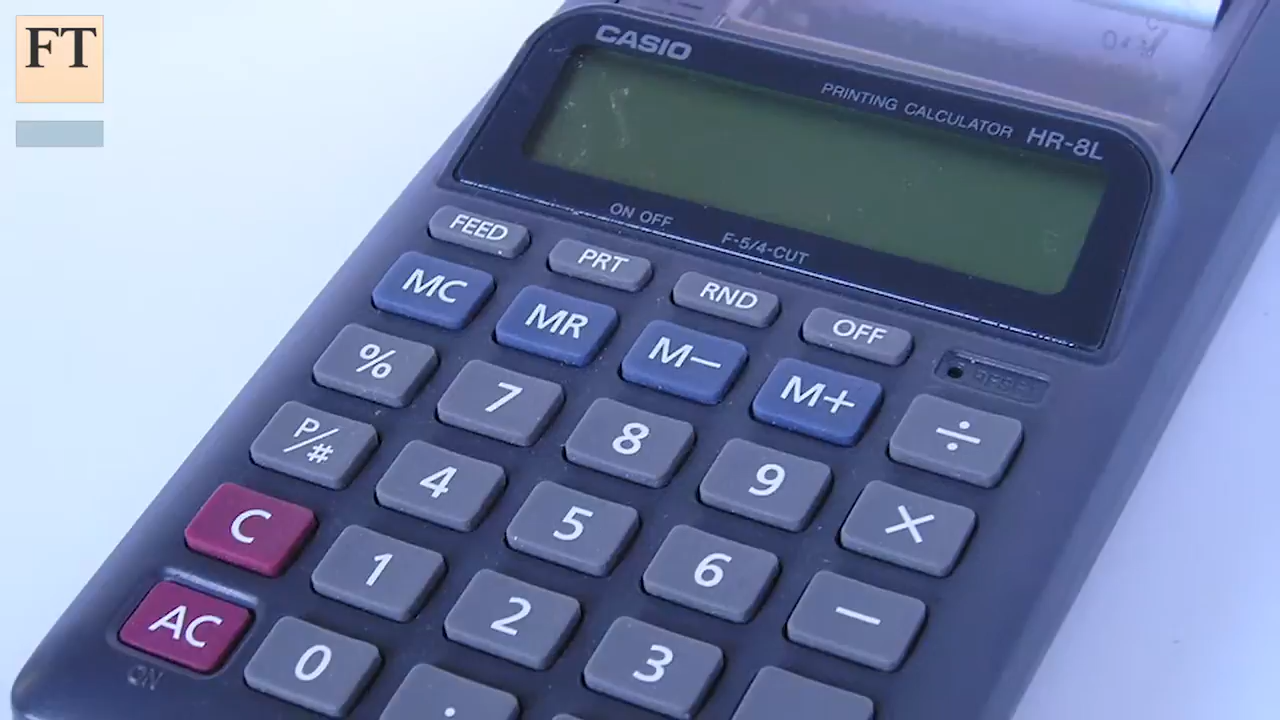 FT
CASIO
PRINTING CALCULATOR HR-8L
ON OFF
F-5/4-CUT
FEED PRT RND OFF
MC MR M− M+
RESET
% 7 8 9 ÷
P/# 4 5 6 ×
C 1 2 3 −
AC 0 .
ON